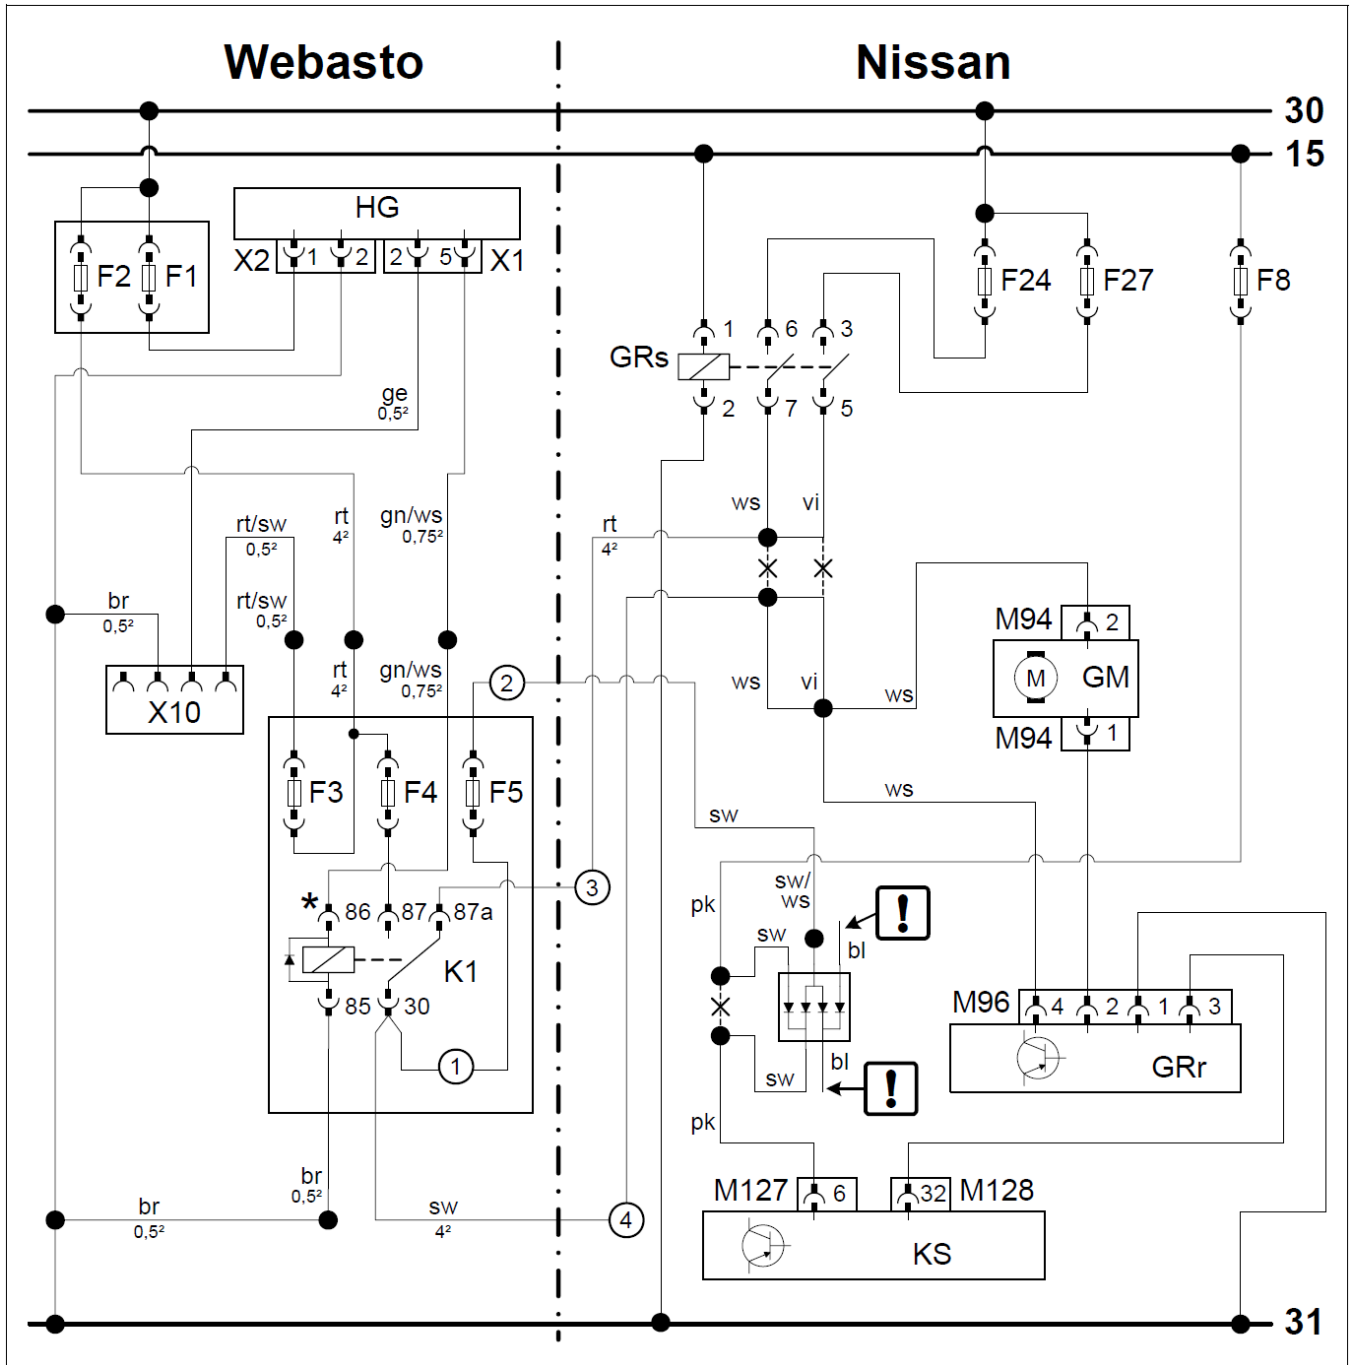 Webasto
Nissan
30
15
HG
X2
1
2
2
5
X1
F2
F1
F24
F27
F8
1
6
3
GRs
2
7
5
ge
0,5²
rt/sw
0,5²
rt
4²
gn/ws
0,75²
rt
4²
ws
vi
br
0,5²
rt/sw
0,5²
rt
4²
gn/ws
0,75²
2
ws
vi
ws
M94
2
M
GM
M94
1
X10
F3
F4
F5
ws
sw
3
sw/
ws
pk
!
sw
bl
*
86
87
87a
K1
85
30
1
M96
4
2
1
3
GRr
bl
sw
!
pk
br
0,5²
br
0,5²
sw
4²
4
M127
6
32
M128
KS
31